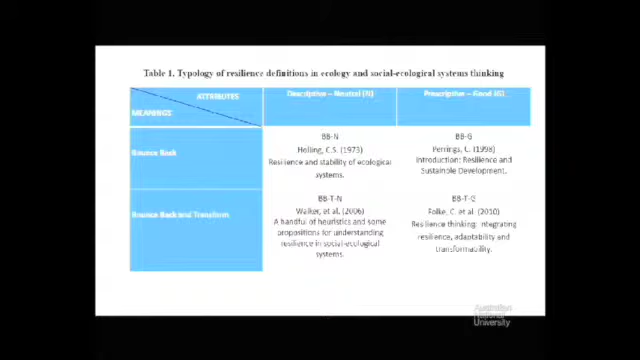 Table 1. Typology of resilience definitions in ecology and social-ecological systems thinking
ATTRIBUTES
MEANINGS
Descriptive – Neutral (N)
Prescriptive – Good (G)
Bounce Back
BB-N
Holling, C.S. (1973)
Resilience and stability of ecological
systems.
BB-G
Perrings, C. (1998)
Introduction: Resilience and
Sustainable Development.
Bounce Back and Transform
BB-T-N
Walker, et al. (2006)
A handful of heuristics and some
propositions for understanding
resilience in social-ecological
systems.
BB-T-G
Folke, C. et al. (2010)
Resilience thinking: integrating
resilience, adaptability and
transformability.
Australian
National
University